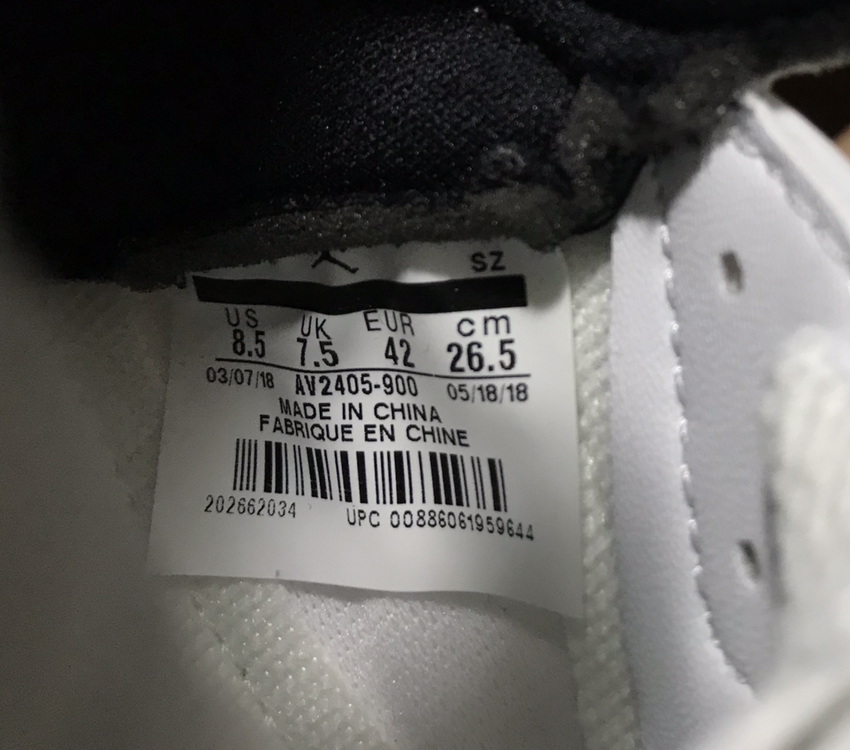 SZ
US UK EUR cm
8.5 7.5 42 26.5
03/07/18 AV2405-900 05/18/18
MADE IN CHINA
FABRIQUE EN CHINE
202662034 UPC 00886061959644